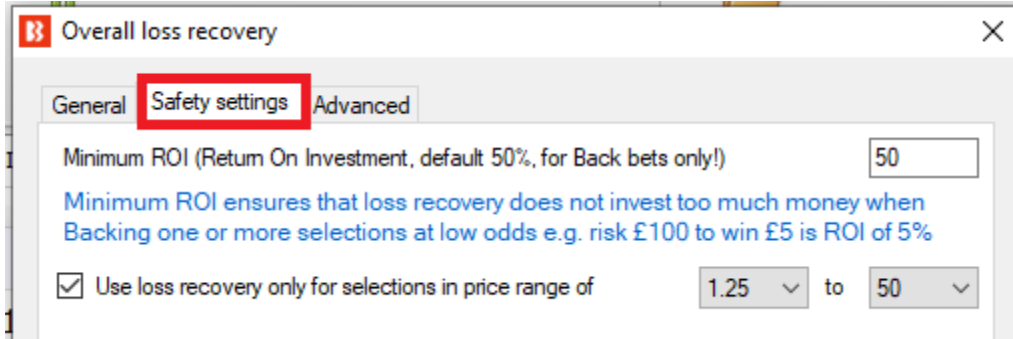 Overall loss recovery
General Safety settings Advanced
Minimum ROI (Return On Investment, default 50%, for Back bets only!) 50
Minimum ROI ensures that loss recovery does not invest too much money when
Backing one or more selections at low odds e.g. risk £100 to win £5 is ROI of 5%
Use loss recovery only for selections in price range of 1.25 to 50